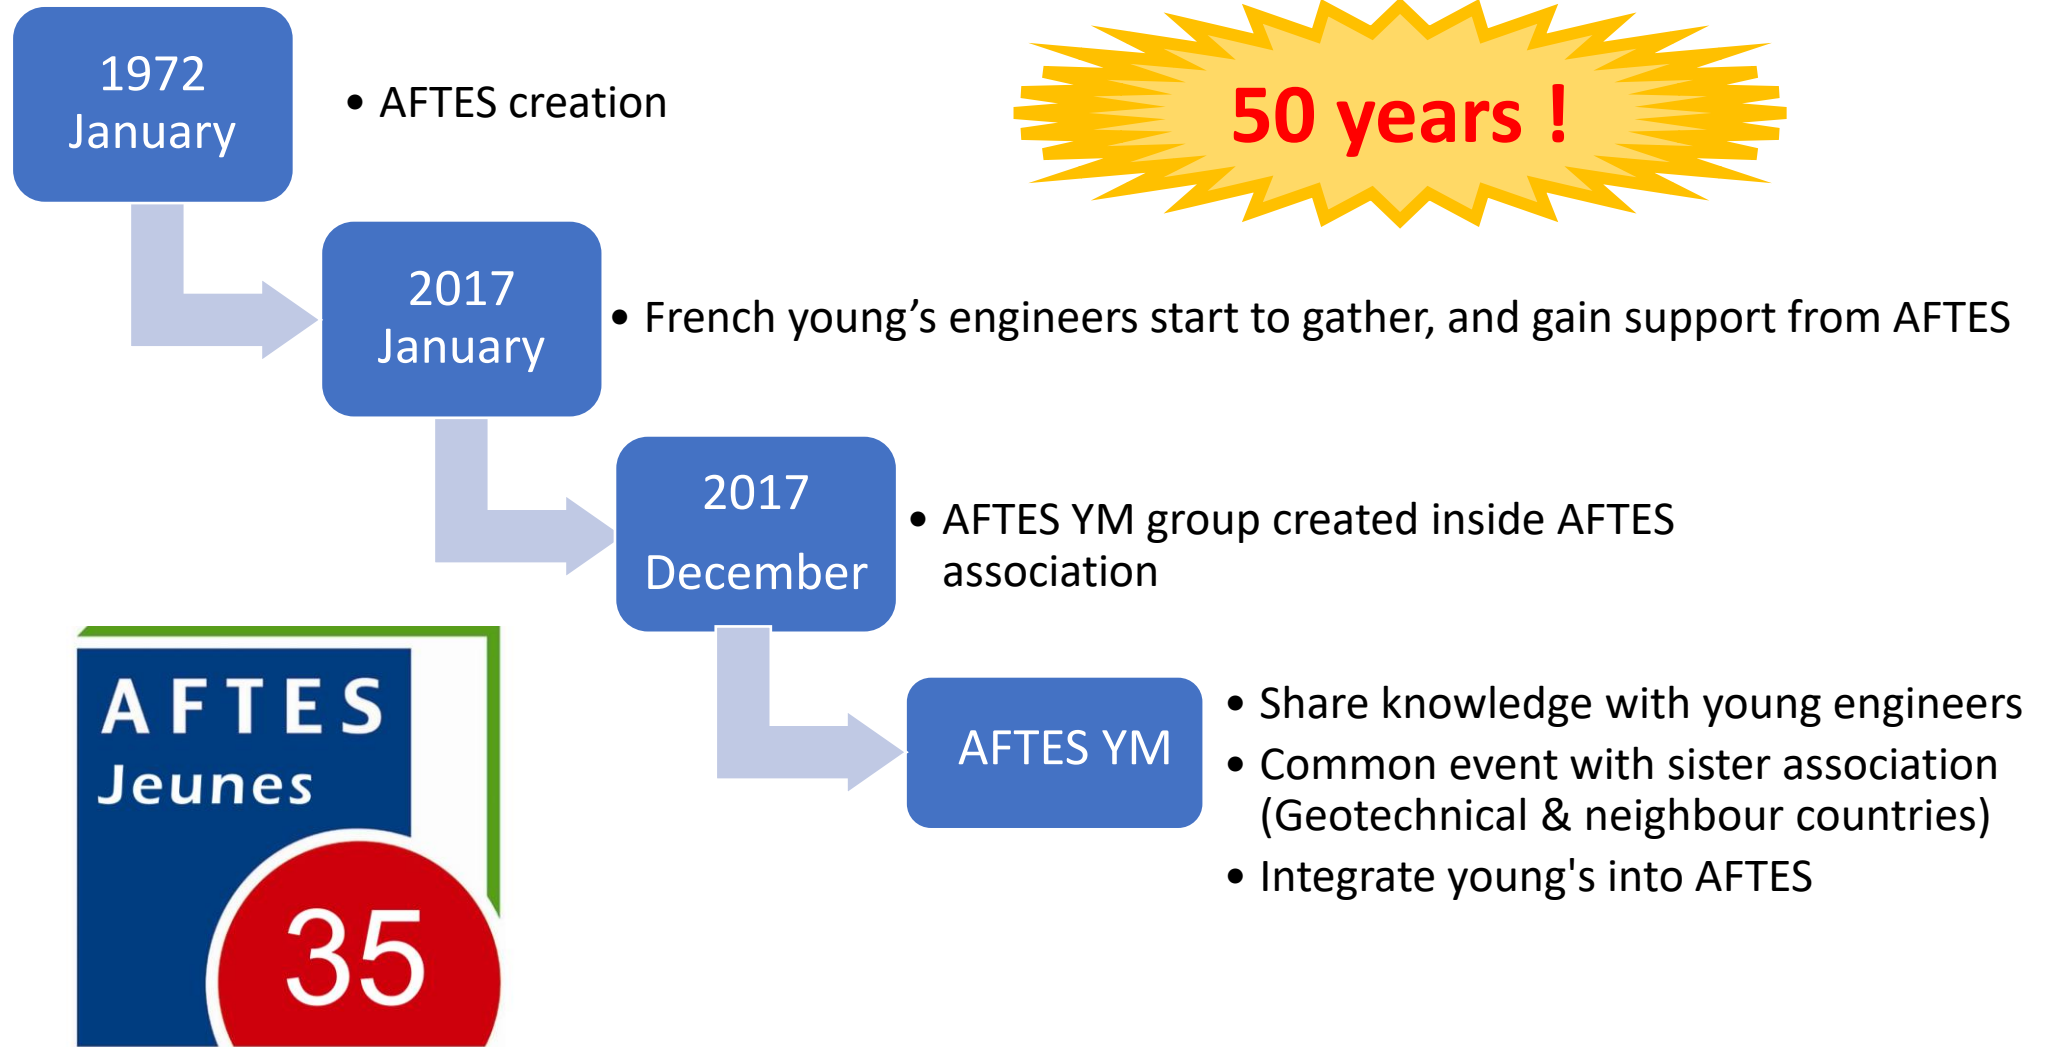 1972
January
• AFTES creation
50 years !
2017
January
• French young’s engineers start to gather, and gain support from AFTES
2017
December
• AFTES YM group created inside AFTES
association
AFTES YM
• Share knowledge with young engineers
• Common event with sister association
(Geotechnical & neighbour countries)
• Integrate young's into AFTES
AFTES
Jeunes
35